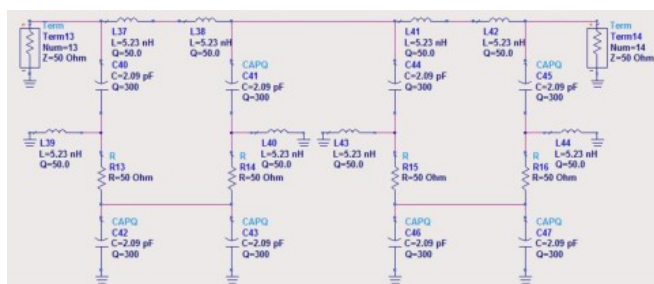 Term
Term13
Num=13
Z=50 Ohm
L37
L=5.23 nH
Q=50.0
L38
L=5.23 nH
Q=50.0
L41
L=5.23 nH
Q=50.0
L42
L=5.23 nH
Q=50.0
Term
Term14
Num=14
Z=50 Ohm
C40
C=2.09 pF
Q=300
CAPQ
C41
C=2.09 pF
Q=300
C44
C=2.09 pF
Q=300
CAPQ
C45
C=2.09 pF
Q=300
L39
L=5.23 nH
Q=50.0
L40
L=5.23 nH
Q=50.0
L43
L=5.23 nH
Q=50.0
L44
L=5.23 nH
Q=50.0
R
R13
R=50 Ohm
R
R14
R=50 Ohm
R
R15
R=50 Ohm
R
R16
R=50 Ohm
CAPQ
C42
C=2.09 pF
Q=300
CAPQ
C43
C=2.09 pF
Q=300
CAPQ
C46
C=2.09 pF
Q=300
CAPQ
C47
C=2.09 pF
Q=300